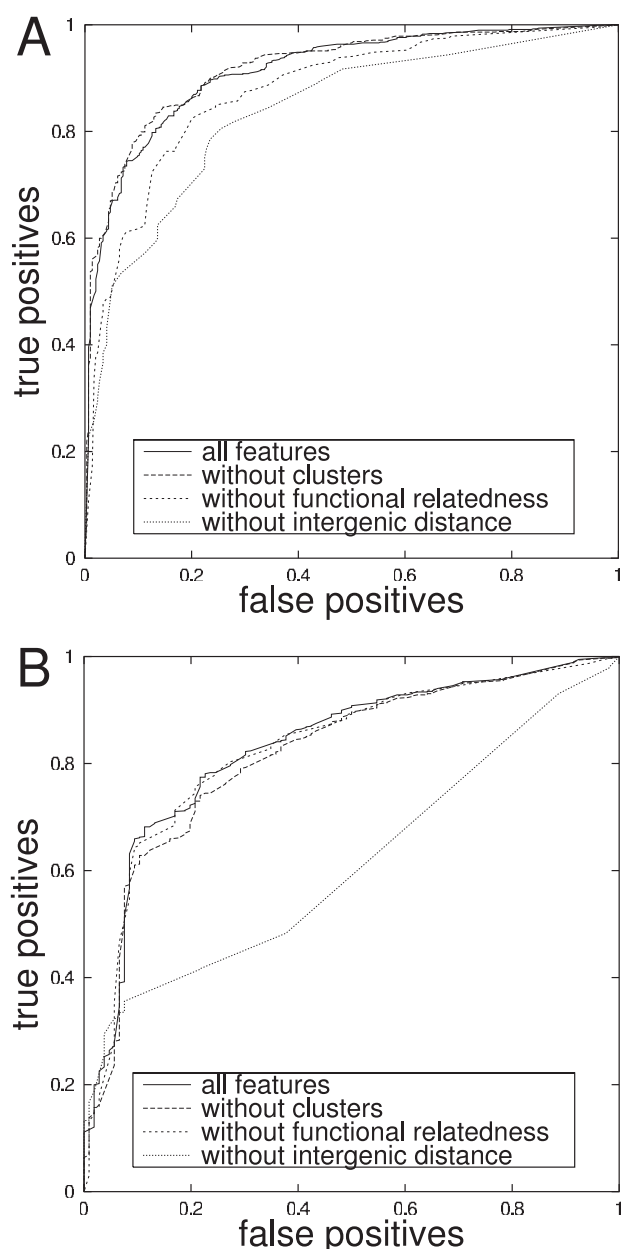 A
1
0.8
0.6
0.4
0.2
0
true positives
all features
without clusters
without functional relatedness
without intergenic distance
0 0.2 0.4 0.6 0.8 1
false positives
B
1
0.8
0.6
0.4
0.2
0
true positives
all features
without clusters
without functional relatedness
without intergenic distance
0 0.2 0.4 0.6 0.8 1
false positives